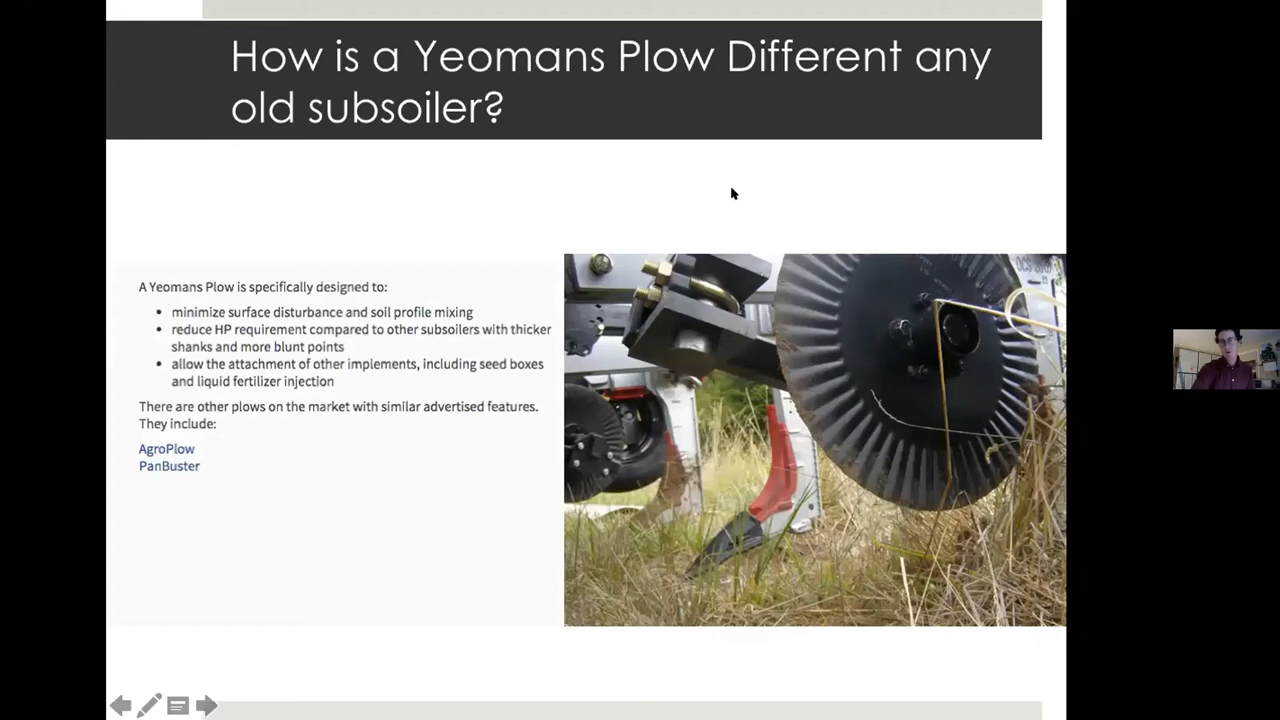 How is a Yeomans Plow Different any
old subsoiler?
A Yeomans Plow is specifically designed to:
minimize surface disturbance and soil profile mixing
reduce HP requirement compared to other subsoilers with thicker
shanks and more blunt points
allow the attachment of other implements, including seed boxes
and liquid fertilizer injection
There are other plows on the market with similar advertised features.
They include:
AgroPlow
PanBuster